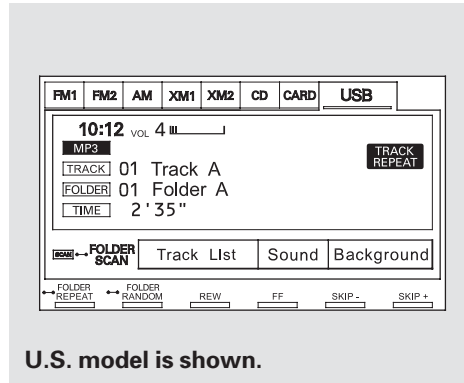 FM1 FM2 AM XM1 XM2 CD CARD USB
10:12 VOL 4
MP3
TRACK REPEAT
TRACK 01 Track A
FOLDER 01 Folder A
TIME 2'35"
SCAN FOLDER SCAN Track LIst Sound Background
FOLDER REPEAT FOLDER RANDOM REW FF SKIP - SKIP +
U.S. model is shown.